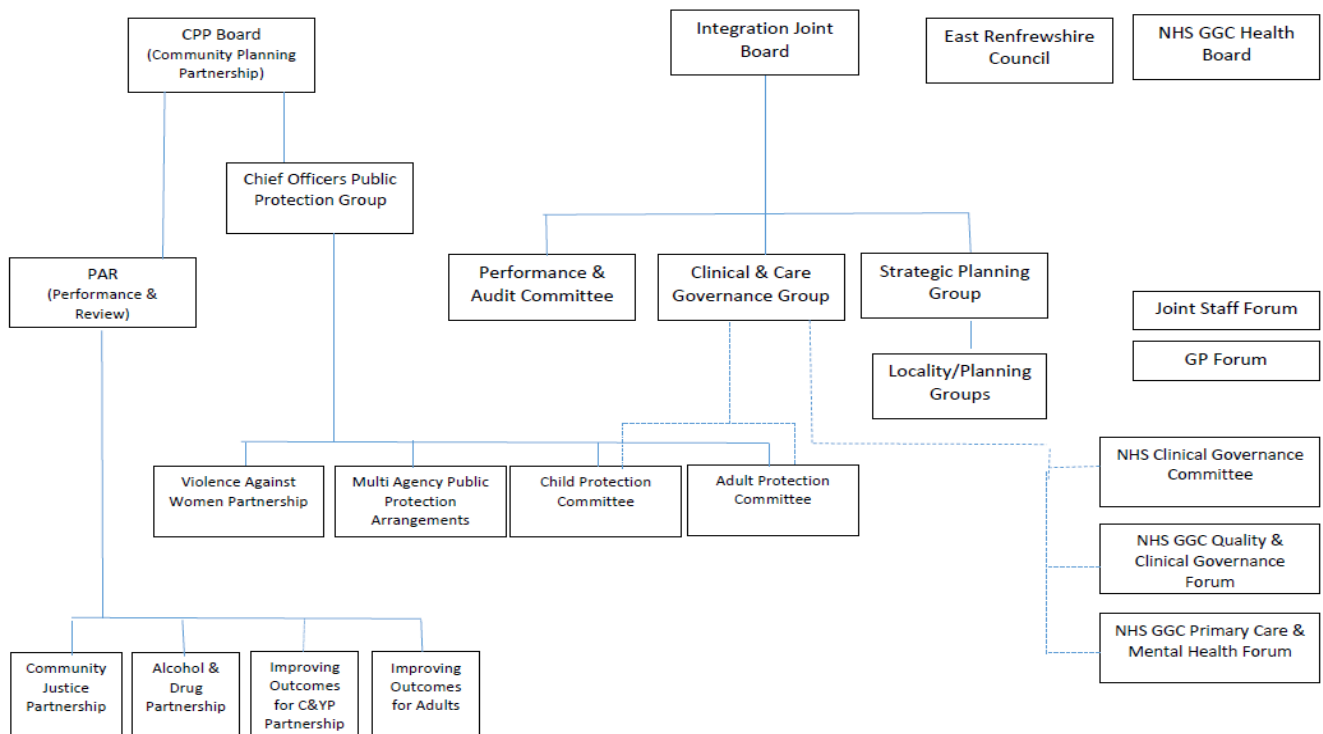 CPP Board
(Community Planning
Partnership)
Integration Joint
Board
East Renfrewshire
Council
NHS GGC Health
Board
Chief Officers Public
Protection Group
PAR
(Performance &
Review)
Performance &
Audit Committee
Clinical & Care
Governance Group
Strategic Planning
Group
Joint Staff Forum
GP Forum
Locality/Planning
Groups
Violence Against
Women Partnership
Multi Agency Public
Protection
Arrangements
Child Protection
Committee
Adult Protection
Committee
NHS Clinical Governance
Committee
NHS GGC Quality &
Clinical Governance
Forum
NHS GGC Primary Care &
Mental Health Forum
Community
Justice
Partnership
Alcohol &
Drug
Partnership
Improving
Outcomes
for C&YP
Partnership
Improving
Outcomes
for Adults